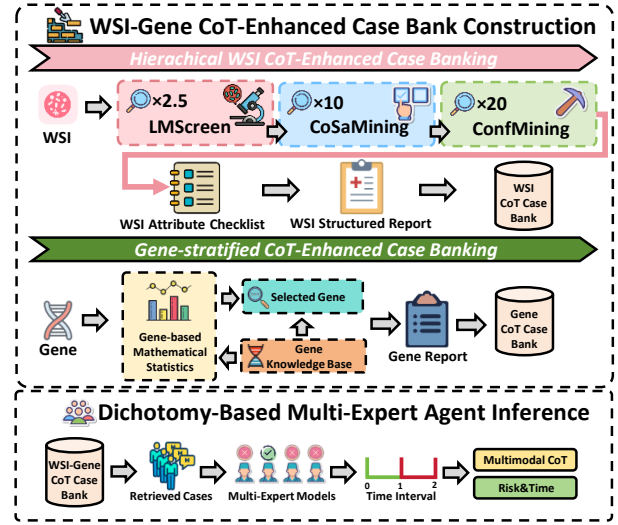 WSI-Gene CoT-Enhanced Case Bank Construction
Hierachical WSI CoT-Enhanced Case Banking
WSI
×2.5
LMScreen
×10
CoSaMining
×20
ConfMining
WSI Attribute Checklist
WSI Structured Report
WSI
CoT Case
Bank
Gene-stratified CoT-Enhanced Case Banking
Gene
Gene-based
Mathematical
Statistics
Selected Gene
Gene
Knowledge Base
Gene Report
Gene
CoT Case
Bank
Dichotomy-Based Multi-Expert Agent Inference
WSI-Gene
CoT Case
Bank
Retrieved Cases
Multi-Expert Models
0
1
2
Time Interval
Multimodal CoT
Risk&Time